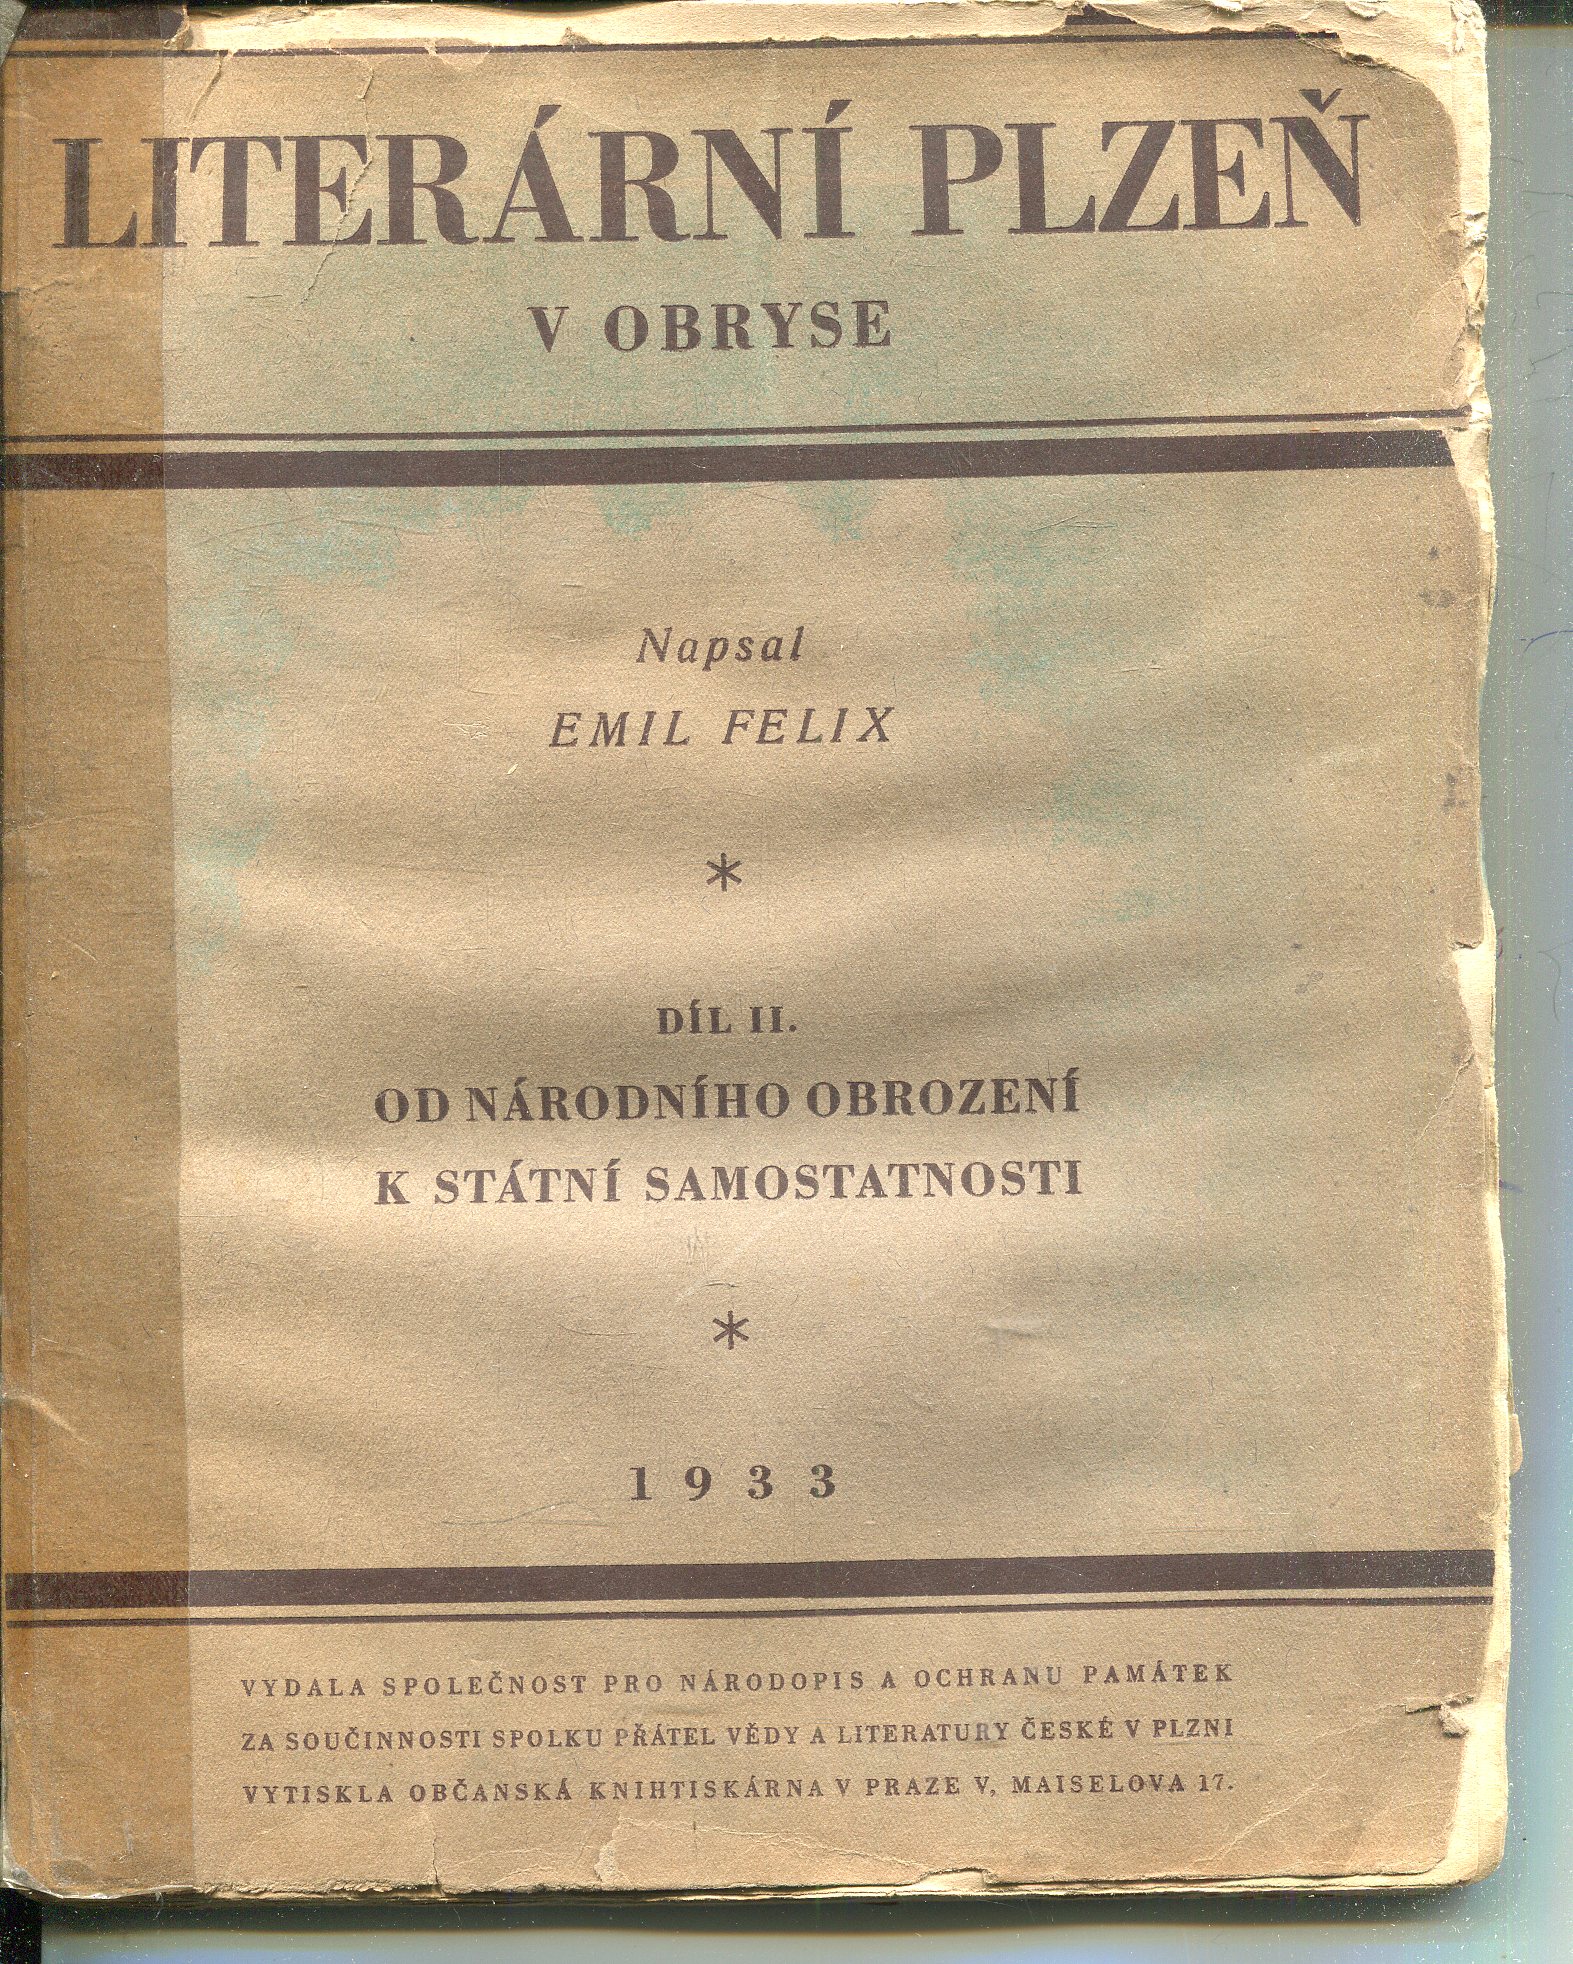 LITERÁRNÍ PLZEŇ
V OBRYSE
Napsal
EMIL FELIX
*
DÍL II.
OD NÁRODNÍHO OBROZENÍ
K STÁTNÍ SAMOSTATNOSTI
*
1933
VYDALA SPOLEČNOST PRO NÁRODOPIS A OCHRANU PAMÁTEK
ZA SOUČINNOSTI SPOLKU PŘÁTEL VĚDY A LITERATURY ČESKÉ V PLZNI
VYTISKLA OBČANSKÁ KNIHTISKÁRNA V PRAZE V, MAISELOVA 17.